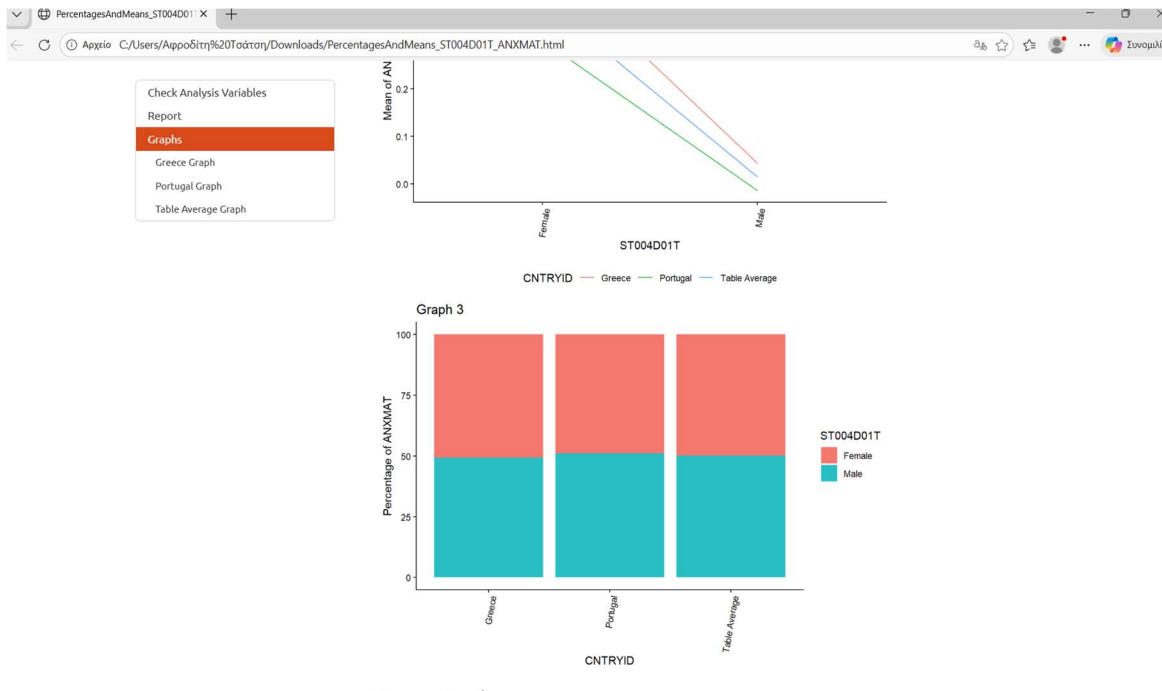 PercentagesAndMeans_ST004D01T
Αρχείο C:/Users/Αφροδίτη%20Τσάτση/Downloads/PercentagesAndMeans_ST004D01T_ANXMAT.html
Συνομιλί
Check Analysis Variables
Report
Graphs
Greece Graph
Portugal Graph
Table Average Graph
Mean of AN
0.2
0.1
0.0
Female
Male
ST004D01T
CNTRYID Greece Portugal Table Average
Graph 3
Percentage of ANXMAT
100
75
50
25
0
Greece
Portugal
Table Average
CNTRYID
ST004D01T
Female
Male